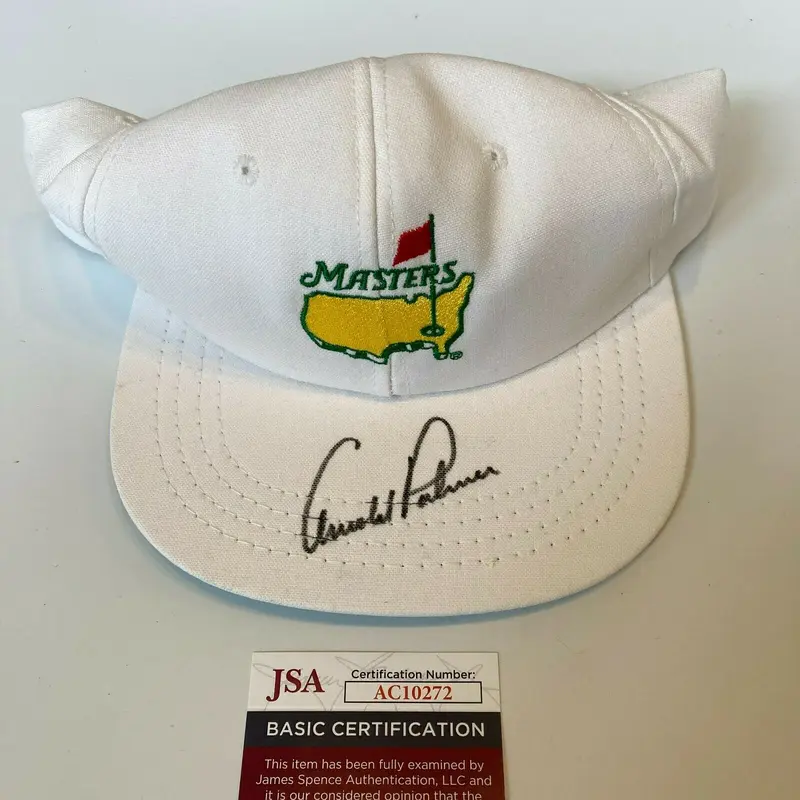 MASTERS
Arnold Palmer
JSA
Certification Number:
AC10272
BASIC CERTIFICATION
This item has been fully examined by
James Spence Authentication, LLC and
it is our considered opinion that the